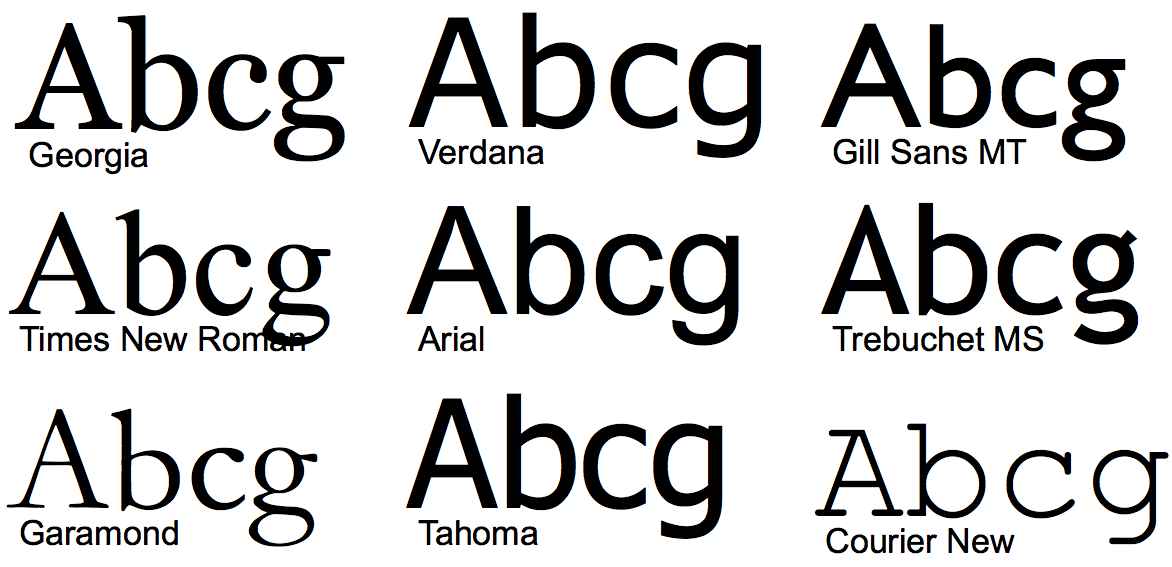 Abcg Abcg Abcg
Georgia Verdana Gill Sans MT
Abcg Abcg Abcg
Times New Roman Arial Trebuchet MS
Abcg Abcg Abcg
Garamond Tahoma Courier New